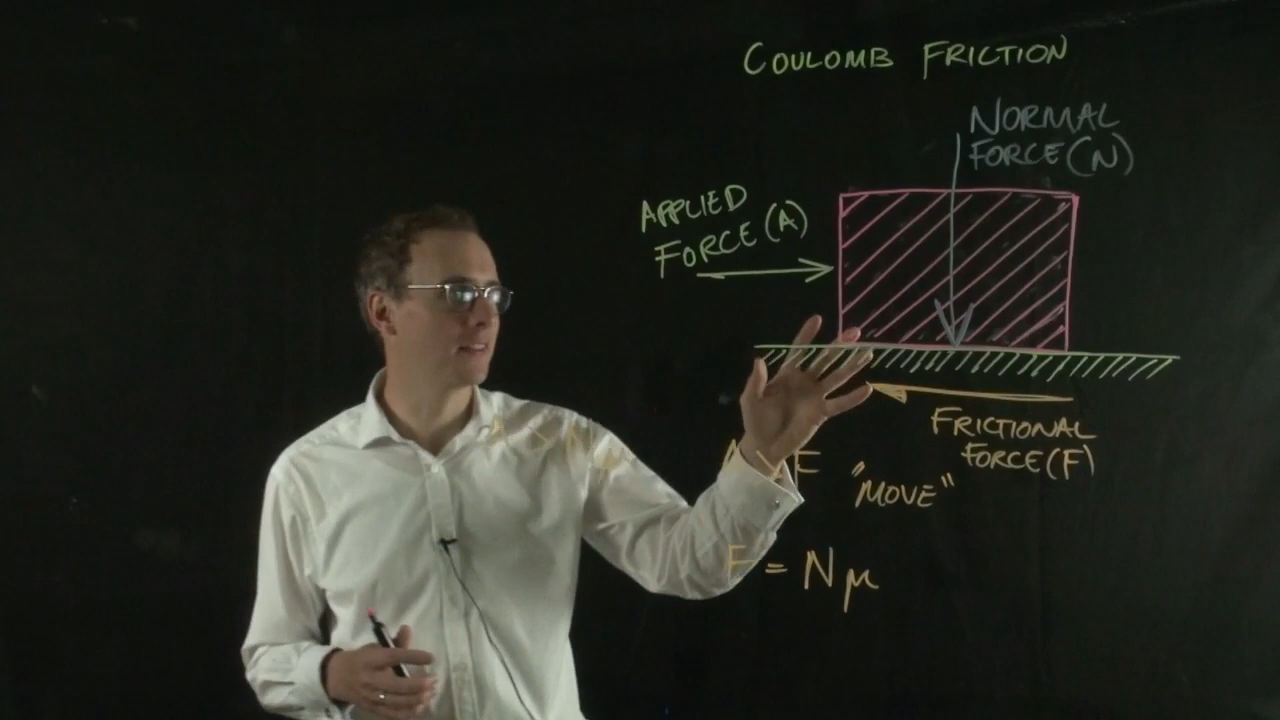 COULOMB FRICTION
NORMAL
FORCE (N)
APPLIED
FORCE (A)
FRICTIONAL
FORCE (F)
A > F "MOVE"
F = Nμ